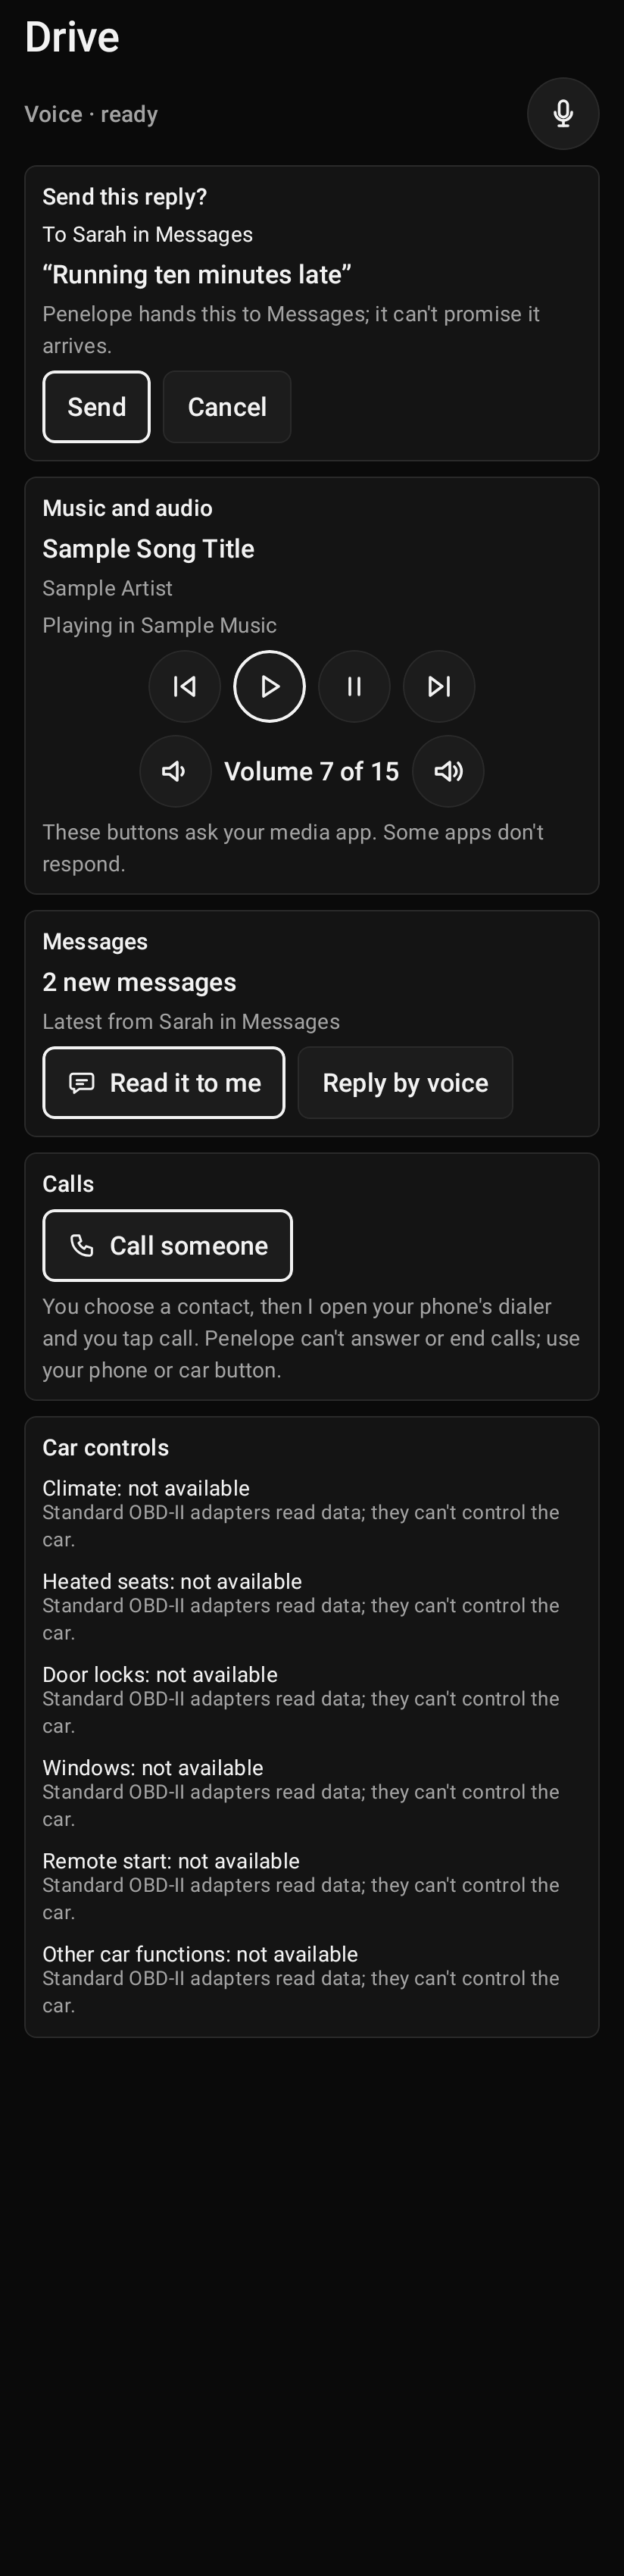 Drive
Voice · ready
Send this reply?
To Sarah in Messages
“Running ten minutes late”
Penelope hands this to Messages; it can't promise it
arrives.
Send Cancel
Music and audio
Sample Song Title
Sample Artist
Playing in Sample Music
Volume 7 of 15
These buttons ask your media app. Some apps don't
respond.
Messages
2 new messages
Latest from Sarah in Messages
Read it to me Reply by voice
Calls
Call someone
You choose a contact, then I open your phone's dialer
and you tap call. Penelope can't answer or end calls; use
your phone or car button.
Car controls
Climate: not available
Standard OBD-II adapters read data; they can't control the
car.
Heated seats: not available
Standard OBD-II adapters read data; they can't control the
car.
Door locks: not available
Standard OBD-II adapters read data; they can't control the
car.
Windows: not available
Standard OBD-II adapters read data; they can't control the
car.
Remote start: not available
Standard OBD-II adapters read data; they can't control the
car.
Other car functions: not available
Standard OBD-II adapters read data; they can't control the
car.